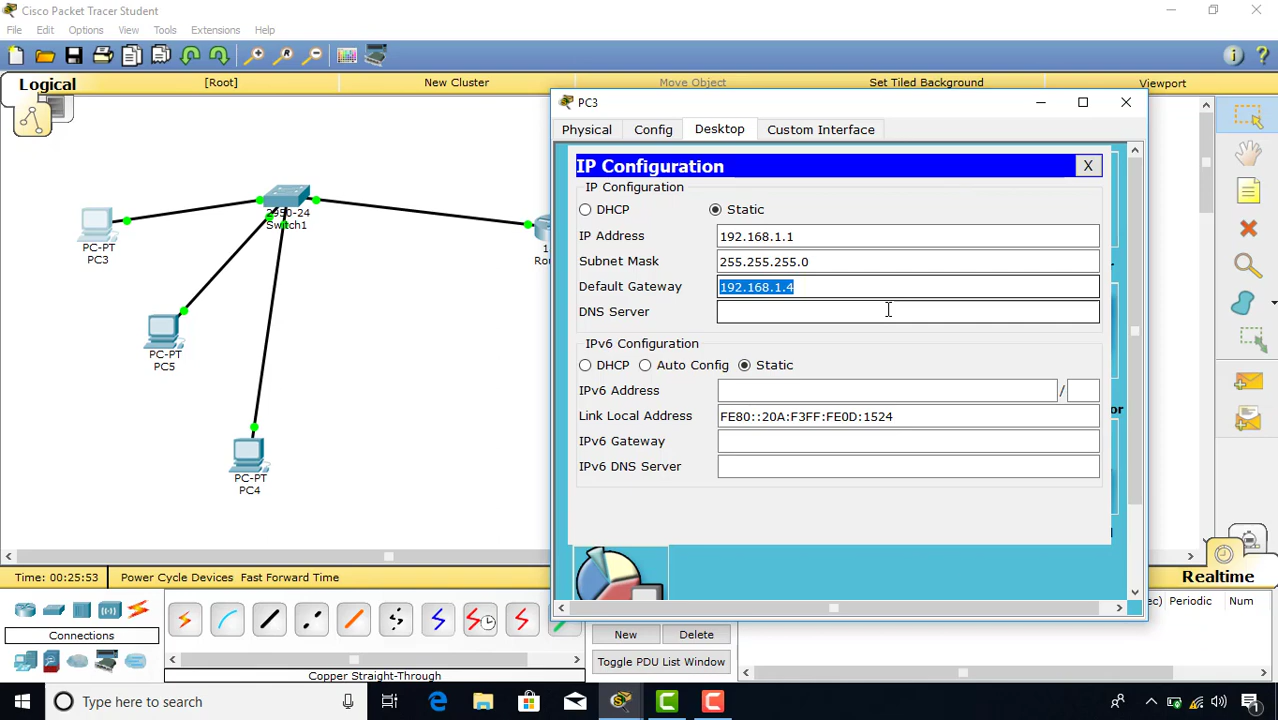 Cisco Packet Tracer Student
File Edit Options View Tools Extensions Help
Logical [Root] New Cluster Move Object Set Tiled Background Viewport
PC3
Physical Config Desktop Custom Interface
IP Configuration X
IP Configuration
DHCP Static
IP Address 192.168.1.1
Subnet Mask 255.255.255.0
Default Gateway 192.168.1.4
DNS Server
IPv6 Configuration
DHCP Auto Config Static
IPv6 Address /
Link Local Address FE80::20A:F3FF:FE0D:1524
IPv6 Gateway
IPv6 DNS Server
2950-24
Switch1
PC-PT
PC3
1
Rou
PC-PT
PC5
PC-PT
PC4
or
Time: 00:25:53 Power Cycle Devices Fast Forward Time Realtime
Connections
Copper Straight-Through
New Delete
Toggle PDU List Window
ec) Periodic Num
Type here to search
1